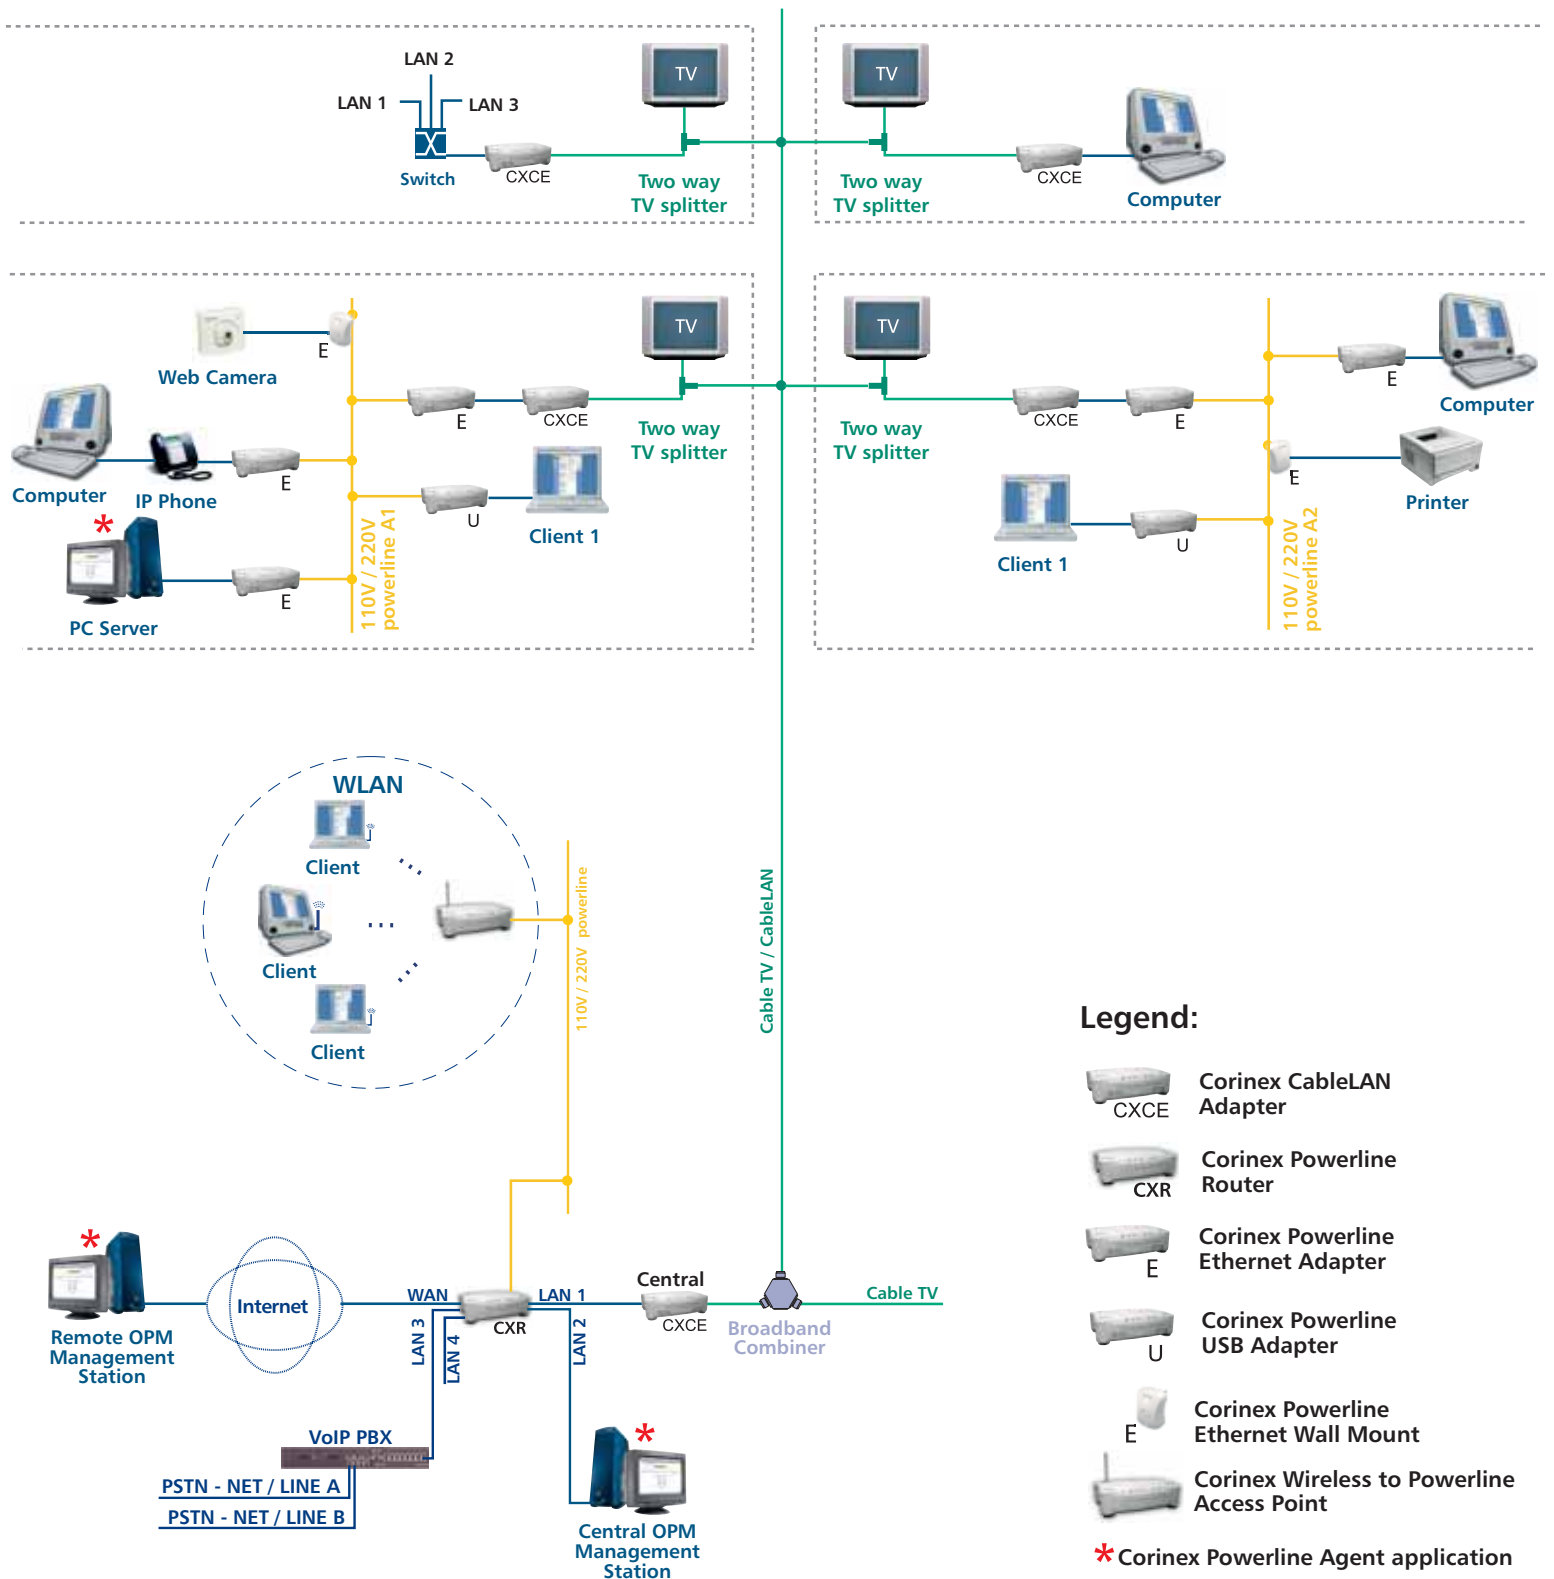 LAN 2
LAN 1
LAN 3
Switch
CXCE
TV
Two way
TV splitter
TV
Two way
TV splitter
CXCE
Computer
Web Camera
E
Computer
IP Phone
E
PC Server
*
E
110V / 220V
powerline A1
E
CXCE
U
Client 1
TV
Two way
TV splitter
TV
Two way
TV splitter
CXCE
E
Client 1
U
110V / 220V
powerline A2
E
Computer
E
Printer
WLAN
Client
Client
Client
110V / 220V powerline
Cable TV / CableLAN
*
Remote OPM
Management
Station
Internet
WAN
LAN 3
LAN 4
CXR
LAN 1
LAN 2
Central
CXCE
Broadband
Combiner
Cable TV
VoIP PBX
PSTN - NET / LINE A
PSTN - NET / LINE B
*
Central OPM
Management
Station
Legend:
CXCE
Corinex CableLAN
Adapter
CXR
Corinex Powerline
Router
E
Corinex Powerline
Ethernet Adapter
U
Corinex Powerline
USB Adapter
E
Corinex Powerline
Ethernet Wall Mount
Corinex Wireless to Powerline
Access Point
* Corinex Powerline Agent application